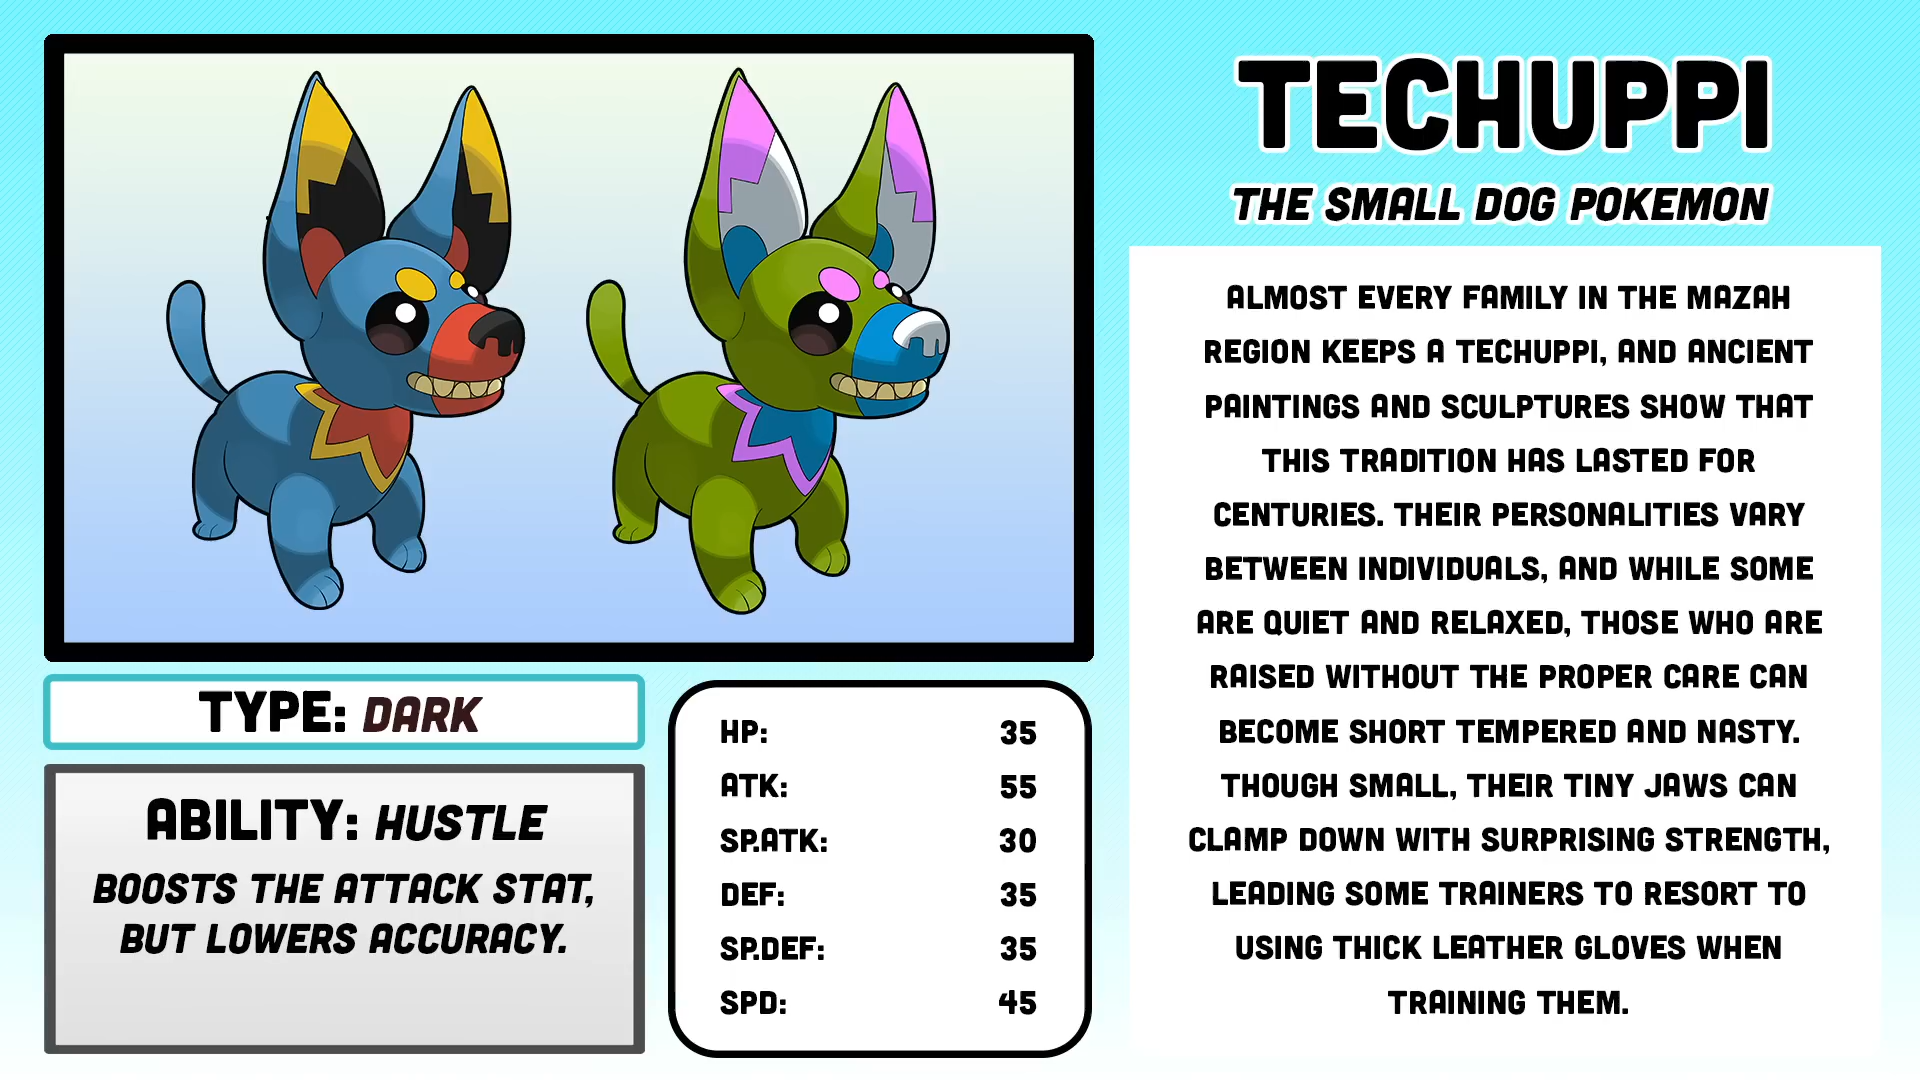 TECHUPPI
THE SMALL DOG POKEMON
ALMOST EVERY FAMILY IN THE MAZAH
REGION KEEPS A TECHUPPI, AND ANCIENT
PAINTINGS AND SCULPTURES SHOW THAT
THIS TRADITION HAS LASTED FOR
CENTURIES. THEIR PERSONALITIES VARY
BETWEEN INDIVIDUALS, AND WHILE SOME
ARE QUIET AND RELAXED, THOSE WHO ARE
RAISED WITHOUT THE PROPER CARE CAN
BECOME SHORT TEMPERED AND NASTY.
THOUGH SMALL, THEIR TINY JAWS CAN
CLAMP DOWN WITH SURPRISING STRENGTH,
LEADING SOME TRAINERS TO RESORT TO
USING THICK LEATHER GLOVES WHEN
TRAINING THEM.
TYPE: DARK
ABILITY: HUSTLE
BOOSTS THE ATTACK STAT,
BUT LOWERS ACCURACY.
HP: 35
ATK: 55
SP.ATK: 30
DEF: 35
SP.DEF: 35
SPD: 45